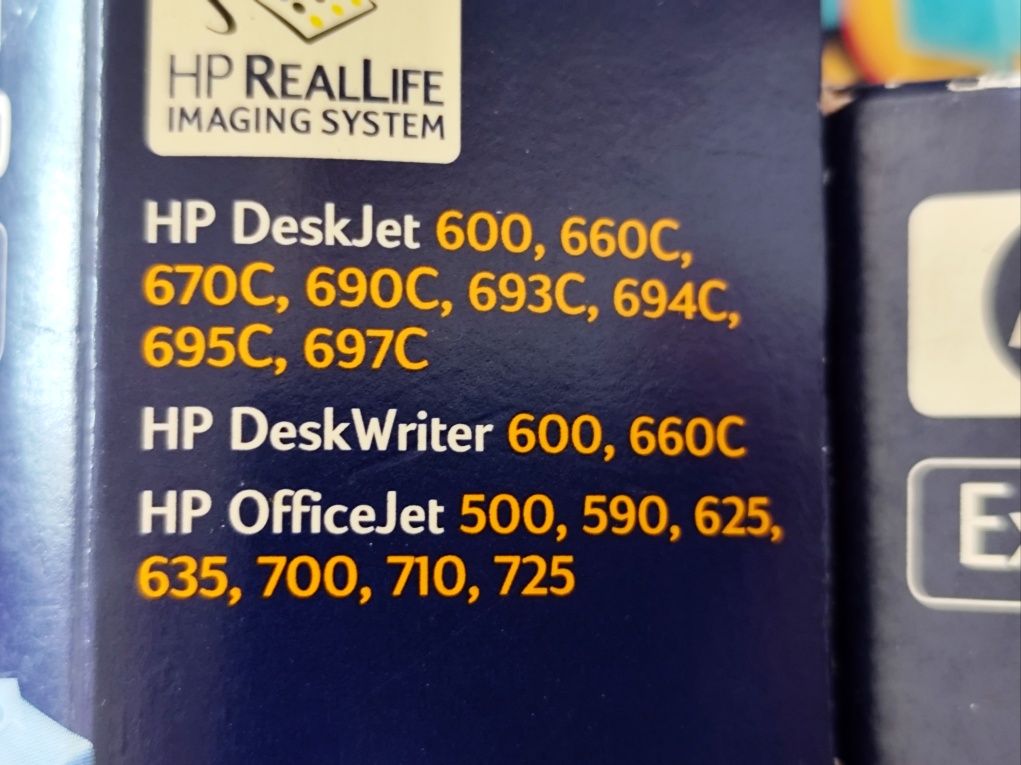 HP REALLIFE
IMAGING SYSTEM
HP DeskJet 600, 660C,
670C, 690C, 693C, 694C,
695C, 697C
HP DeskWriter 600, 660C
HP OfficeJet 500, 590, 625,
635, 700, 710, 725